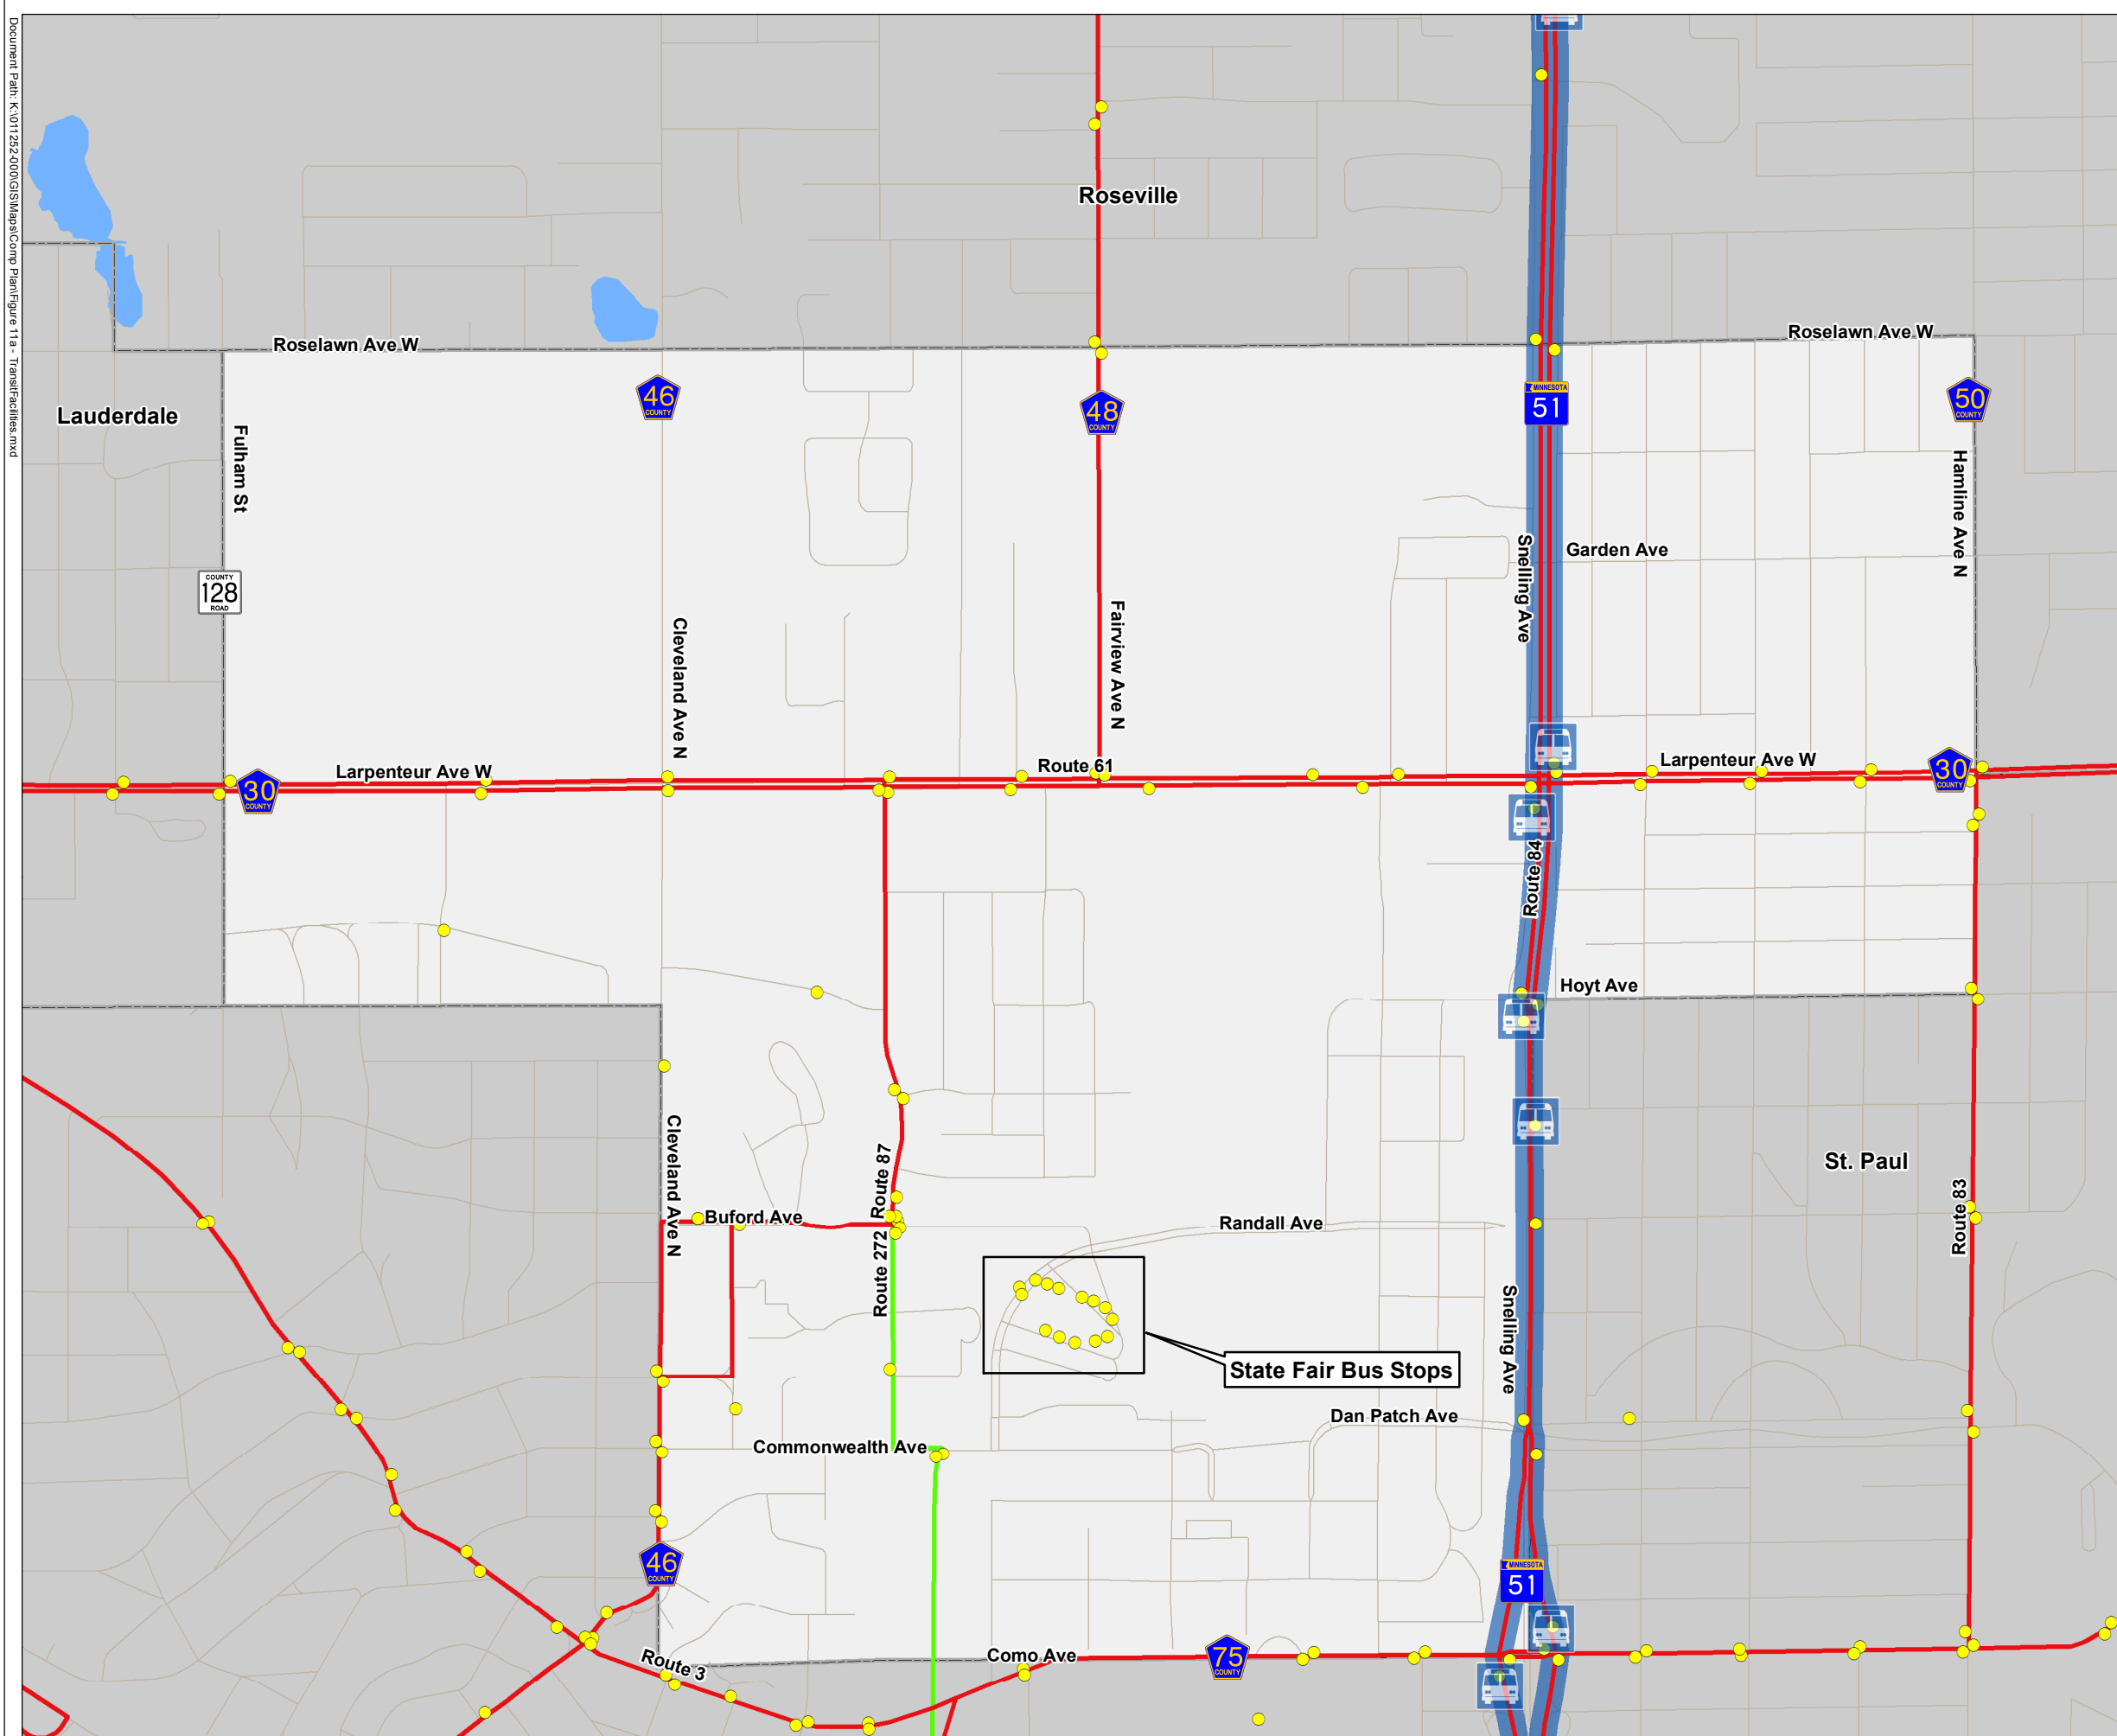 Document Path: K:\011252-000\GIS\Maps\Comp Plan\Figure 11a - TransitFacilities.mxd
Roseville
Roselawn Ave W
Roselawn Ave W
Lauderdale
46
COUNTY
48
COUNTY
MINNESOTA
51
50
COUNTY
Fulham St
Hamline Ave N
Snelling Ave
Garden Ave
COUNTY
128
ROAD
Cleveland Ave N
Fairview Ave N
Larpenteur Ave W
Route 61
Larpenteur Ave W
30
COUNTY
30
COUNTY
Route 84
Hoyt Ave
Cleveland Ave N
Route 87
St. Paul
Route 83
Buford Ave
Randall Ave
Route 272
State Fair Bus Stops
Snelling Ave
Dan Patch Ave
Commonwealth Ave
46
COUNTY
MINNESOTA
51
Route 3
Como Ave
75
COUNTY